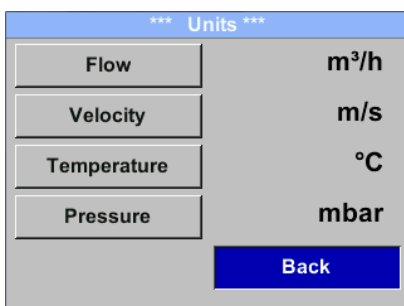 *** Units ***
Flow m³/h
Velocity m/s
Temperature °C
Pressure mbar
Back